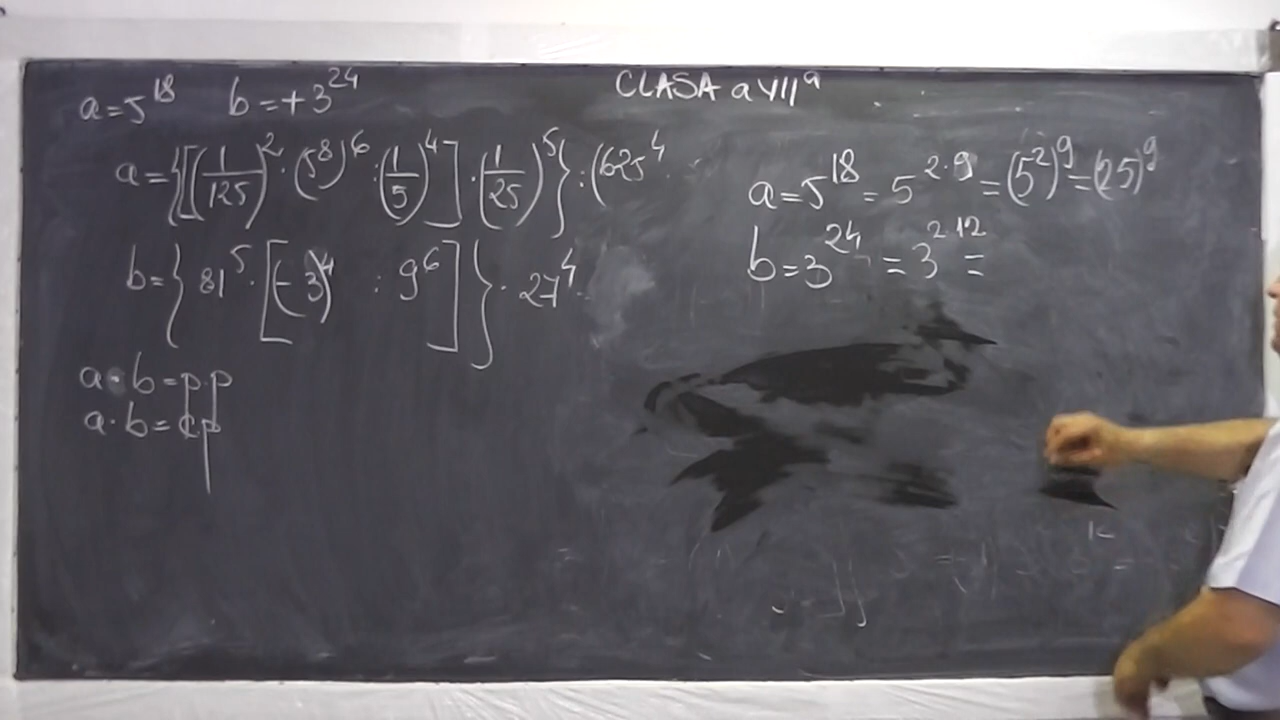 a=5^18 b=+3^24
CLASA a VII^a
a={[(1/125)^2·(5^8)^6:(1/5)^4]·(1/25)^5}:(625^4
b={81^5·[(-3)^4 : 9^6]}·27^4
a·b=p.p
a·b=c.p
a=5^18=5^2·9=(5^2)^9=(25)^9
b=3^24=3^2·12=